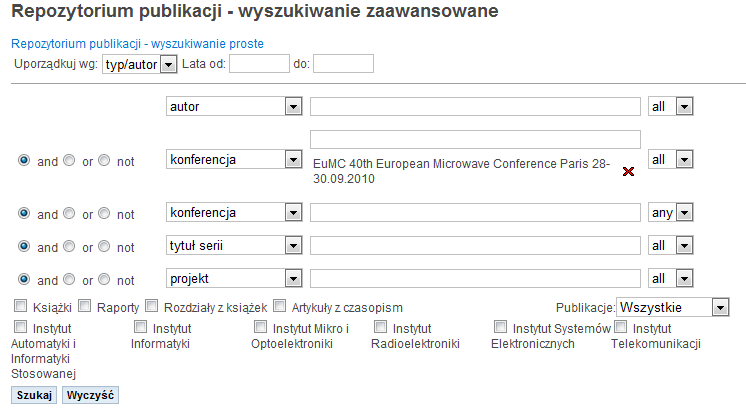 Repozytorium publikacji - wyszukiwanie zaawansowane
Repozytorium publikacji - wyszukiwanie proste
Uporządkuj wg: typ/autor Lata od: do:
autor all
and or not konferencja all
EuMC 40th European Microwave Conference Paris 28-
30.09.2010
and or not konferencja any
and or not tytuł serii all
and or not projekt all
Książki Raporty Rozdziały z książek Artykuły z czasopism Publikacje: Wszystkie
Instytut Automatyki i Informatyki Stosowanej
Instytut Informatyki
Instytut Mikro i Optoelektroniki
Instytut Radioelektroniki
Instytut Systemów Elektronicznych
Instytut Telekomunikacji
Szukaj Wyczyść